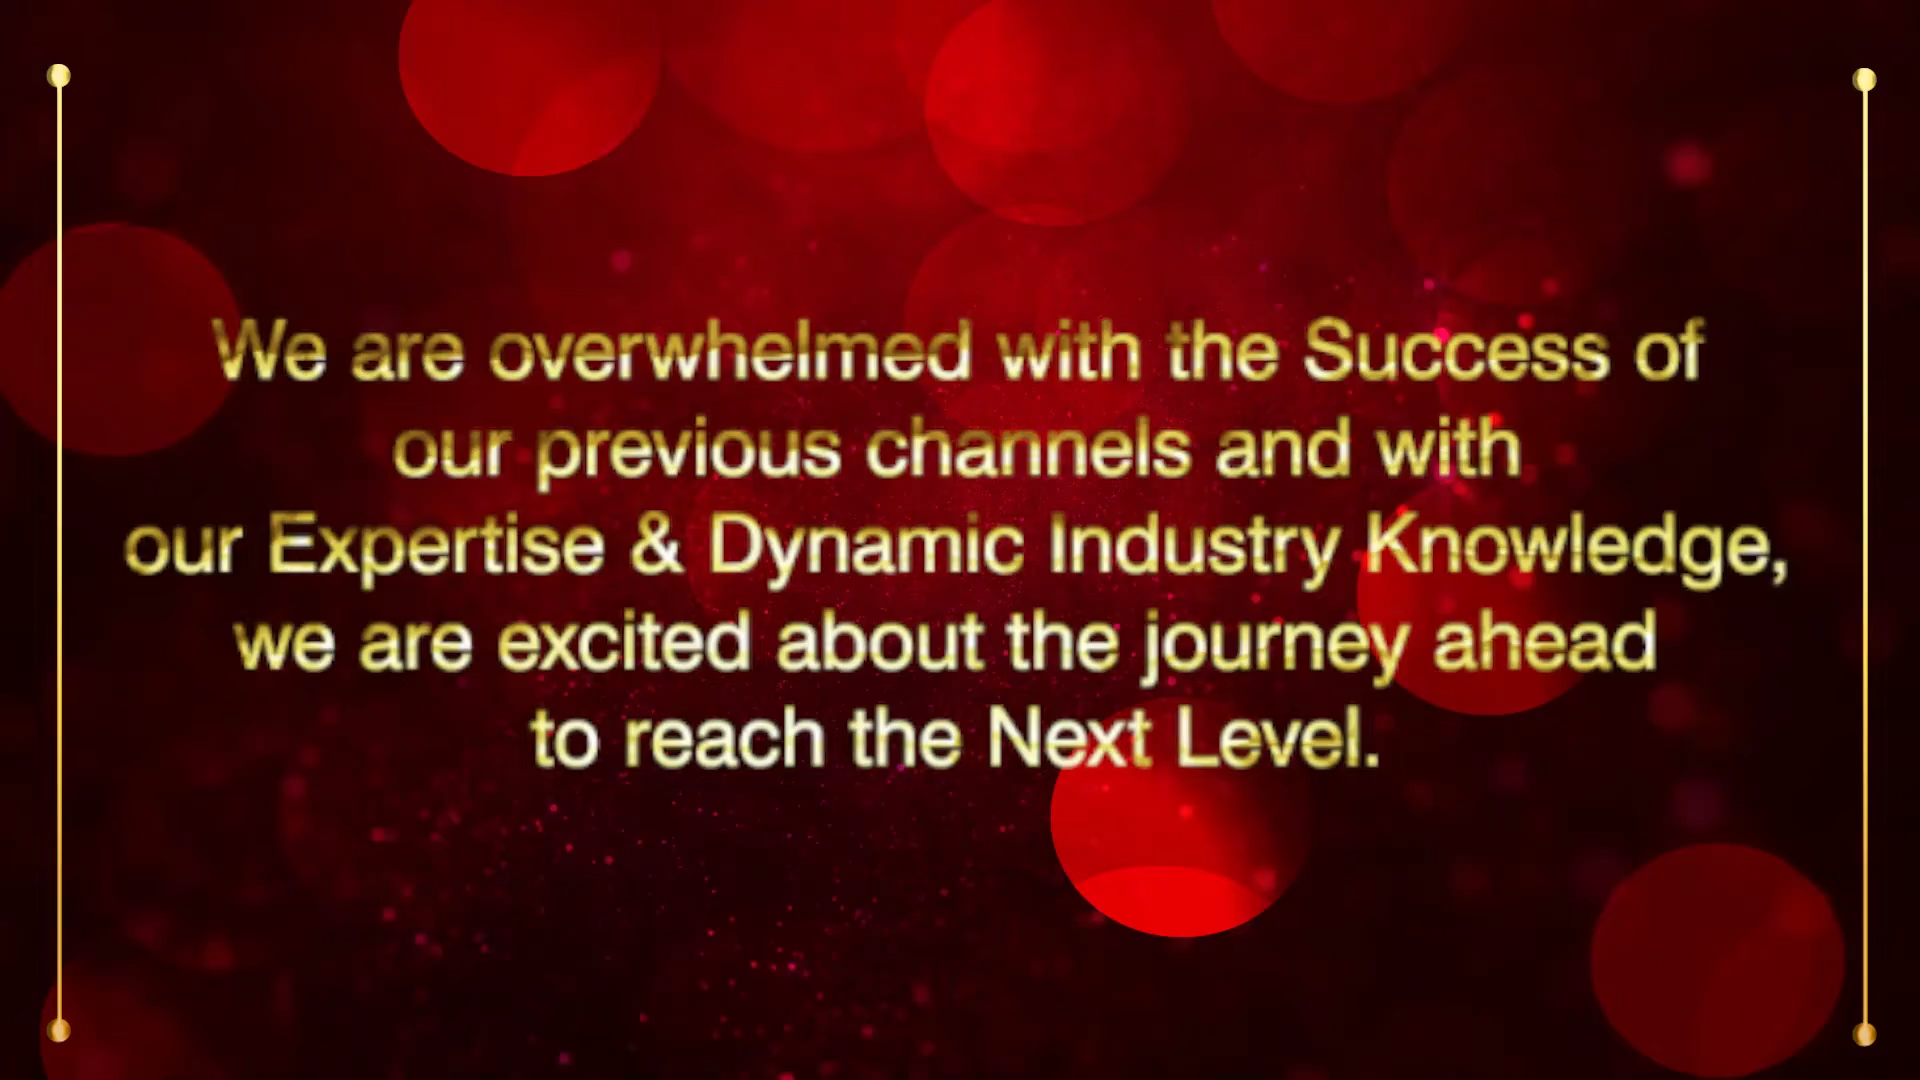 We are overwhelmed with the Success of
our previous channels and with
our Expertise & Dynamic Industry Knowledge,
we are excited about the journey ahead
to reach the Next Level.